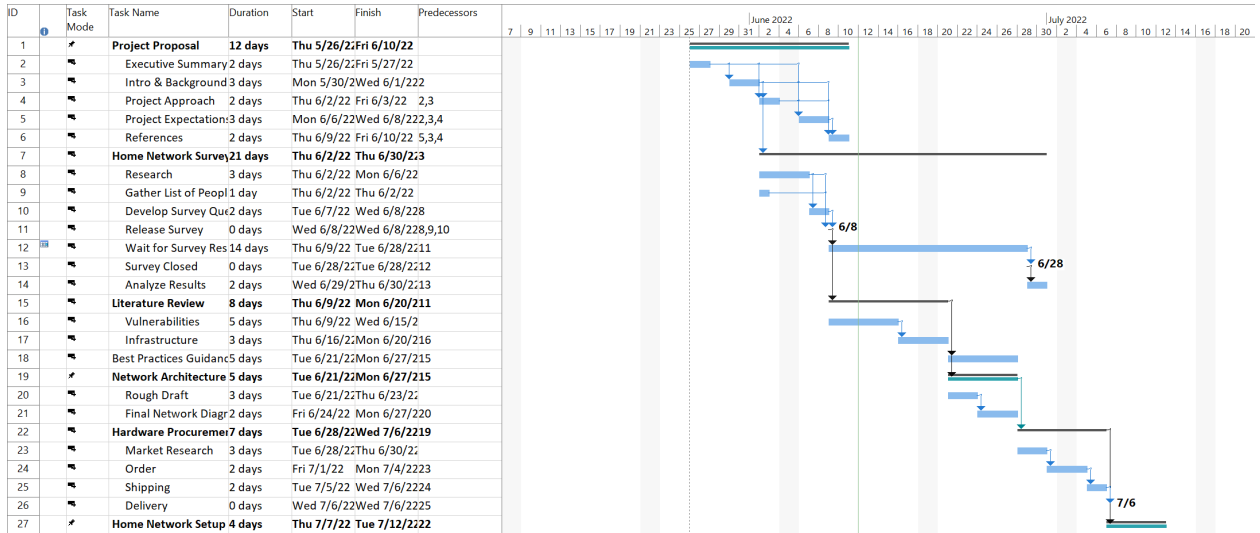 ID Task Mode Task Name Duration Start Finish Predecessors
June 2022 July 2022
7 9 11 13 15 17 19 21 23 25 27 29 31 2 4 6 8 10 12 14 16 18 20 22 24 26 28 30 2 4 6 8 10 12 14 16 18 20
1 Project Proposal 12 days Thu 5/26/22 Fri 6/10/22
2 Executive Summary 2 days Thu 5/26/22 Fri 5/27/22
3 Intro & Background 3 days Mon 5/30/2 Wed 6/1/22 2
4 Project Approach 2 days Thu 6/2/22 Fri 6/3/22 2,3
5 Project Expectations 3 days Mon 6/6/22 Wed 6/8/22 2,3,4
6 References 2 days Thu 6/9/22 Fri 6/10/22 5,3,4
7 Home Network Survey 21 days Thu 6/2/22 Thu 6/30/22 3
8 Research 3 days Thu 6/2/22 Mon 6/6/22
9 Gather List of Peopl 1 day Thu 6/2/22 Thu 6/2/22
10 Develop Survey Que 2 days Tue 6/7/22 Wed 6/8/22 8
11 Release Survey 0 days Wed 6/8/22 Wed 6/8/22 8,9,10 6/8
12 Wait for Survey Res 14 days Thu 6/9/22 Tue 6/28/22 11
13 Survey Closed 0 days Tue 6/28/22 Tue 6/28/22 12 6/28
14 Analyze Results 2 days Wed 6/29/2 Thu 6/30/22 13
15 Literature Review 8 days Thu 6/9/22 Mon 6/20/2 11
16 Vulnerabilities 5 days Thu 6/9/22 Wed 6/15/2
17 Infrastructure 3 days Thu 6/16/22 Mon 6/20/2 16
18 Best Practices Guidanc 5 days Tue 6/21/22 Mon 6/27/2 15
19 Network Architecture 5 days Tue 6/21/22 Mon 6/27/2 15
20 Rough Draft 3 days Tue 6/21/22 Thu 6/23/22
21 Final Network Diagr 2 days Fri 6/24/22 Mon 6/27/2 20
22 Hardware Procuremer 7 days Tue 6/28/22 Wed 7/6/22 19
23 Market Research 3 days Tue 6/28/22 Thu 6/30/22
24 Order 2 days Fri 7/1/22 Mon 7/4/22 23
25 Shipping 2 days Tue 7/5/22 Wed 7/6/22 24
26 Delivery 0 days Wed 7/6/22 Wed 7/6/22 25 7/6
27 Home Network Setup 4 days Thu 7/7/22 Tue 7/12/22 22